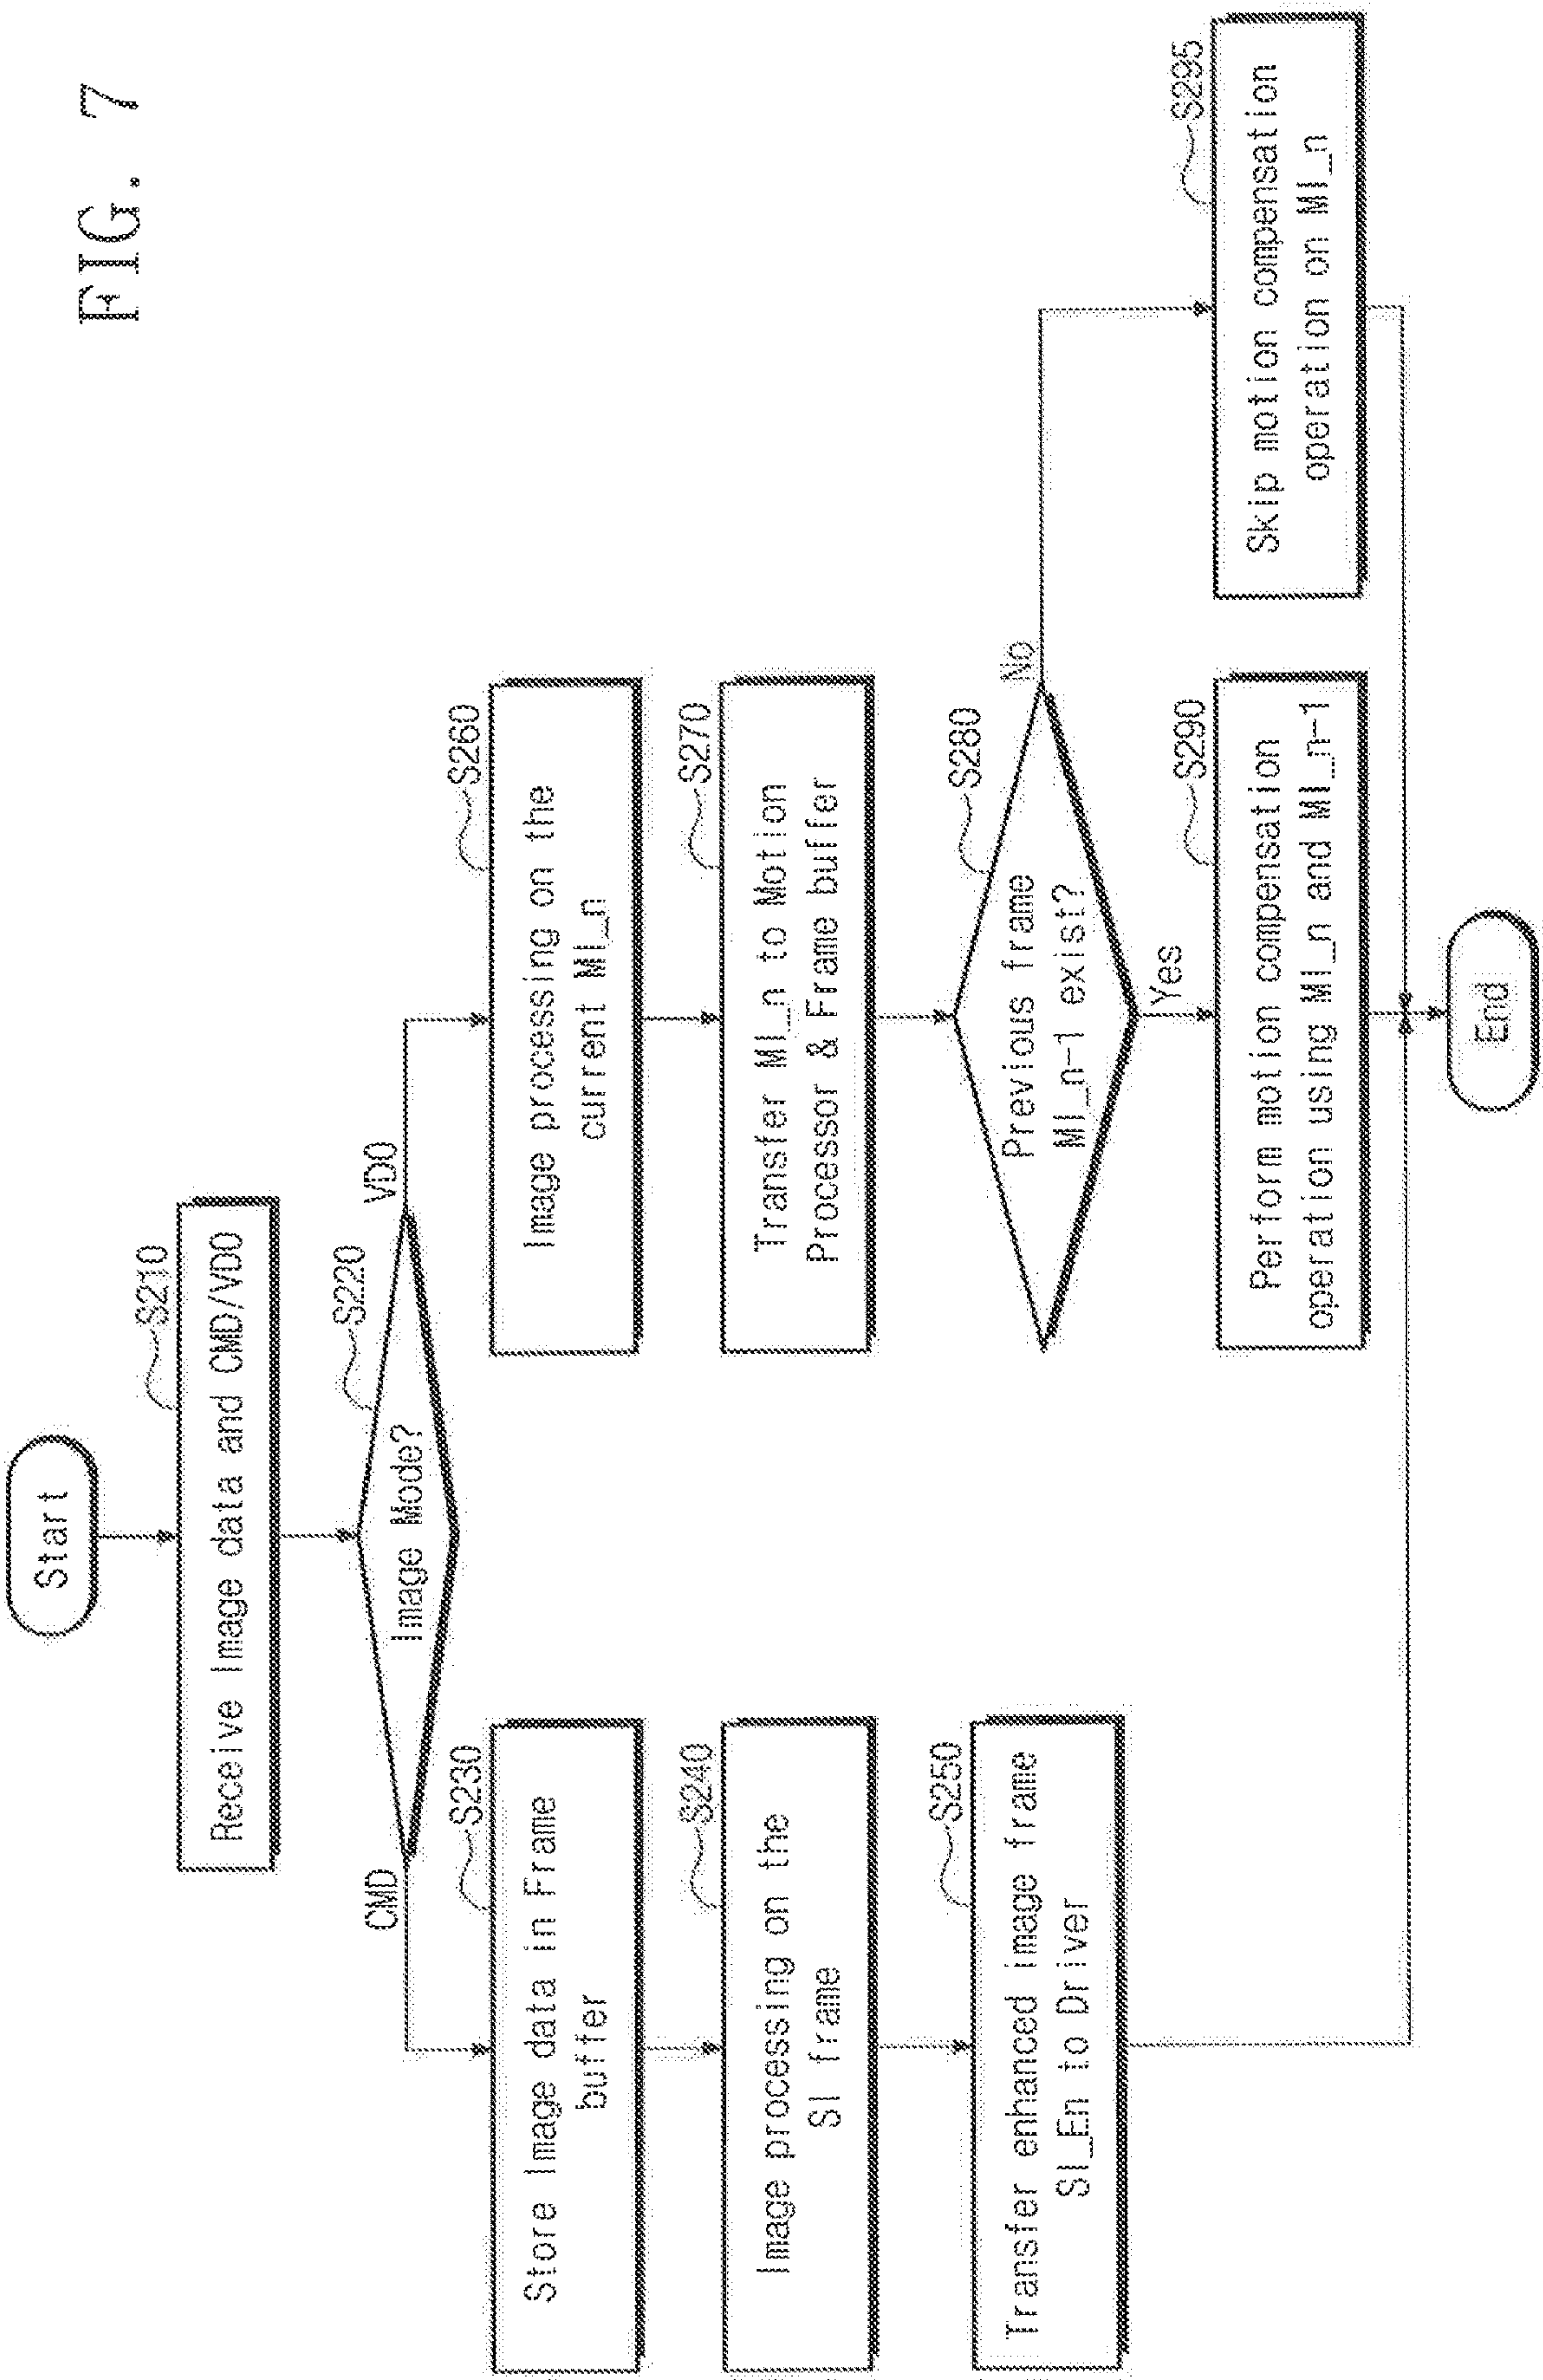 FIG. 7
Start
S210
Receive Image data and CMD/VDO
S220
Image Mode?
CMD
VDO
S230
Store Image data in Frame
buffer
S240
Image processing on the
SI frame
S250
Transfer enhanced image frame
SI_En to Driver
S260
Image processing on the
current MI_n
S270
Transfer MI_n to Motion
Processor & Frame buffer
S280
Previous frame
MI_n-1 exist?
No
Yes
S290
Perform motion compensation
operation using MI_n and MI_n-1
S295
Skip motion compensation
operation on MI_n
End